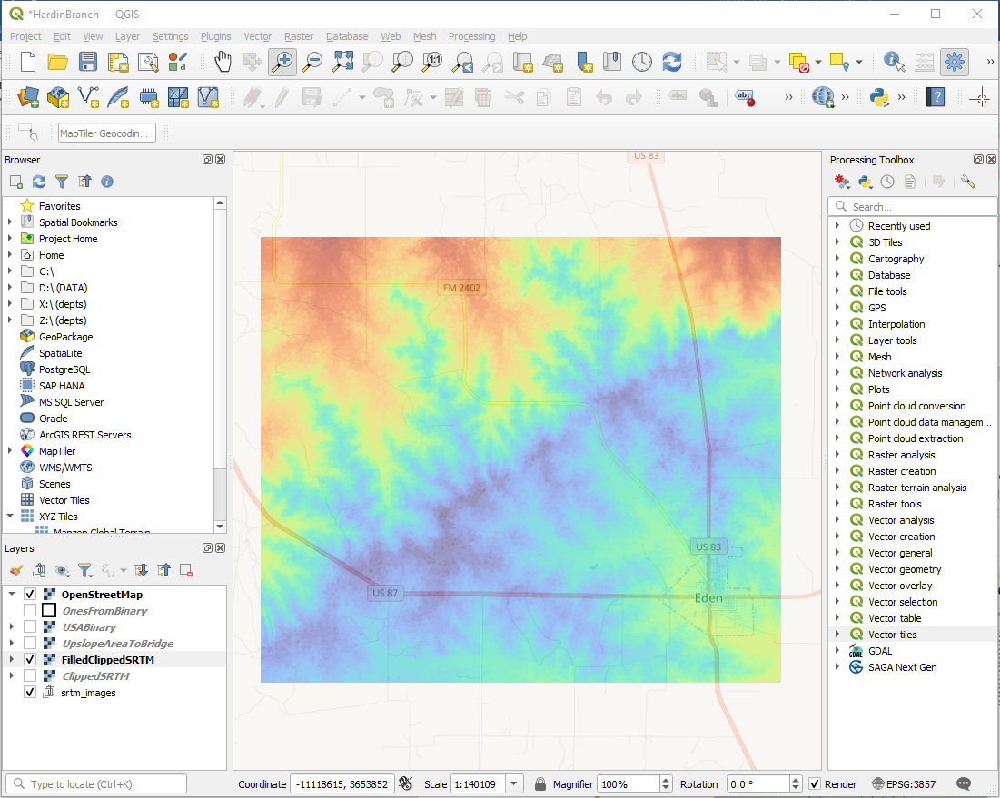 *HardinBranch — QGIS
Project Edit View Layer Settings Plugins Vector Raster Database Web Mesh Processing Help
1:1
a
abc
ab
»
»
»
»
?
MapTiler Geocodin...
Browser
Favorites
Spatial Bookmarks
Project Home
Home
C:\
D:\ (DATA)
X:\ (depts)
Z:\ (depts)
GeoPackage
SpatiaLite
PostgreSQL
SAP HANA
MS SQL Server
Oracle
ArcGIS REST Servers
MapTiler
WMS/WMTS
Scenes
Vector Tiles
XYZ Tiles
Mapzen Global Terrain
Layers
OpenStreetMap
OnesFromBinary
USABinary
UpslopeAreaToBridge
FilledClippedSRTM
ClippedSRTM
srtm_images
US 83
FM 2402
US 83
US 87
Eden
Processing Toolbox
Search...
Recently used
3D Tiles
Cartography
Database
File tools
GPS
Interpolation
Layer tools
Mesh
Network analysis
Plots
Point cloud conversion
Point cloud data managem...
Point cloud extraction
Raster analysis
Raster creation
Raster terrain analysis
Raster tools
Vector analysis
Vector creation
Vector general
Vector geometry
Vector overlay
Vector selection
Vector table
Vector tiles
GDAL
SAGA Next Gen
Type to locate (Ctrl+K)
Coordinate -11118615, 3653852 Scale 1:140109 Magnifier 100% Rotation 0.0 ° Render EPSG:3857